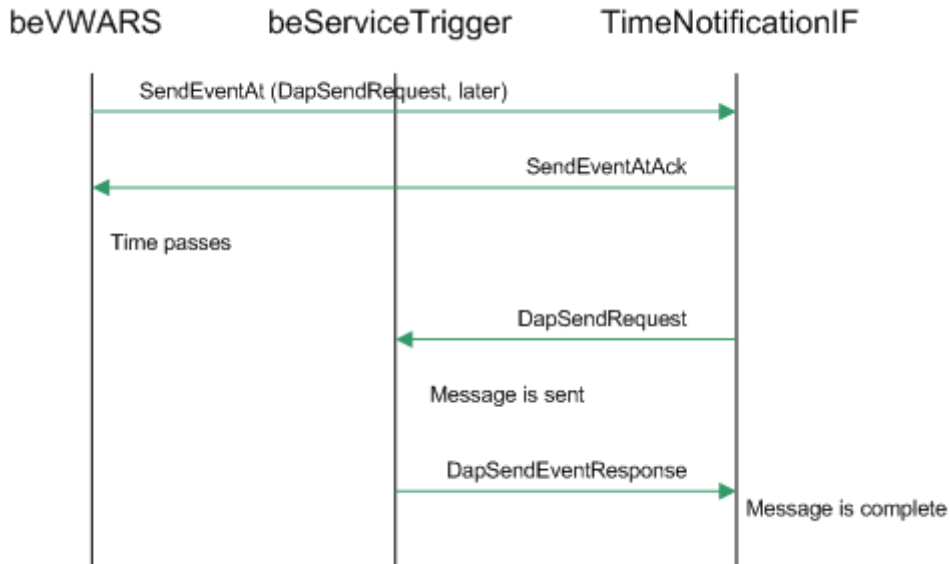 beVWARS
beServiceTrigger
TimeNotificationIF
SendEventAt (DapSendRequest, later)
SendEventAtAck
Time passes
DapSendRequest
Message is sent
DapSendEventResponse
Message is complete